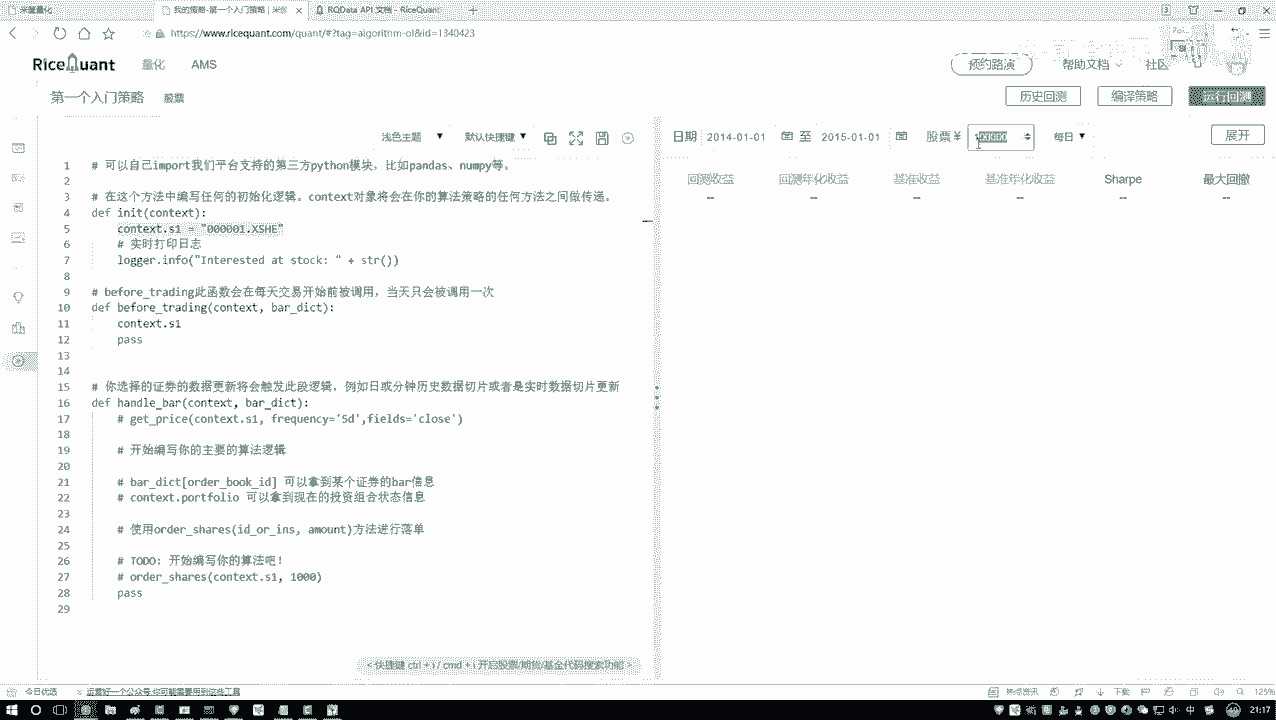 米筐量化
我的策略-第一个入门策略 | 米筐
RQData API 文档 - RiceQuant
https://www.ricequant.com/quant/#?tag=algorithm-ol&id=1340423
RiceQuant 量化 AMS 预约路演 帮助文档 社区
第一个入门策略 股票 历史回测 编译策略 运行回测
浅色主题 默认快捷键 日期 2014-01-01 至 2015-01-01 股票 ¥ 每日 展开
回测收益 回测年化收益 基准收益 基准年化收益 Sharpe 最大回撤
-- -- -- -- -- --
1 # 可以自己import我们平台支持的第三方python模块，比如pandas、numpy等。
2
3 # 在这个方法中编写任何的初始化逻辑。context对象将会在你的算法策略的任何方法之间做传递。
4 def init(context):
5 context.s1 = "000001.XSHE"
6 # 实时打印日志
7 logger.info("Interested at stock: " + str())
8
9 # before_trading此函数会在每天交易开始前被调用，当天只会被调用一次
10 def before_trading(context, bar_dict):
11 context.s1
12 pass
13
14
15 # 你选择的证券的数据更新将会触发此段逻辑，例如日或分钟历史数据切片或者是实时数据切片更新
16 def handle_bar(context, bar_dict):
17 # get_price(context.s1, frequency='5d',fields='close')
18
19 # 开始编写你的主要的算法逻辑
20
21 # bar_dict[order_book_id] 可以拿到某个证券的bar信息
22 # context.portfolio 可以拿到现在的投资组合状态信息
23
24 # 使用order_shares(id_or_ins, amount)方法进行落单
25
26 # TODO: 开始编写你的算法吧！
27 # order_shares(context.s1, 1000)
28 pass
29
< 快捷键 ctrl + i / cmd + i 开启股票/期货/基金代码搜索功能 >
今日优选 运营好一个公众号,你可能需要用到这些工具 热点资讯 下载 125%
中 21:17